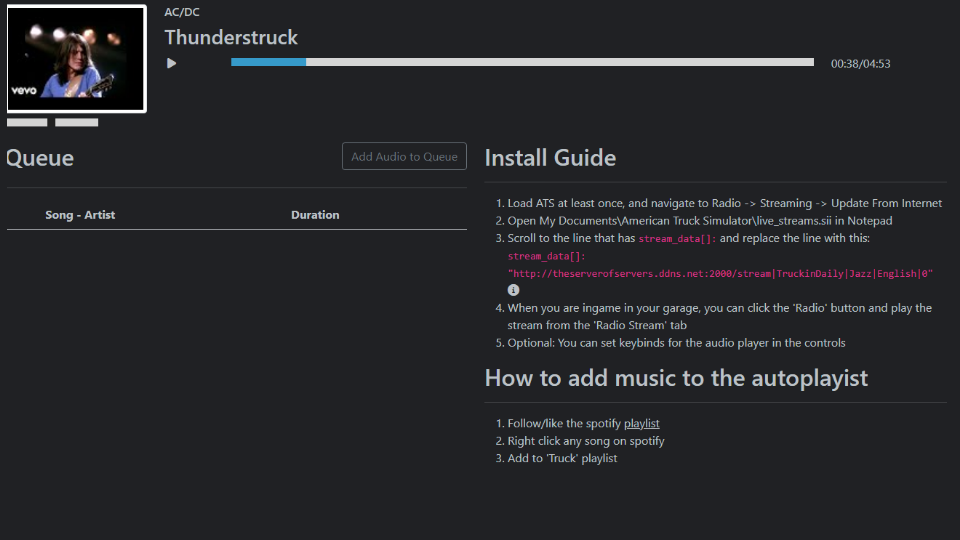 AC/DC
Thunderstruck
00:38/04:53
vevo
Queue
Add Audio to Queue
Song - Artist Duration
Install Guide
1. Load ATS at least once, and navigate to Radio -> Streaming -> Update From Internet
2. Open My Documents\American Truck Simulator\live_streams.sii in Notepad
3. Scroll to the line that has stream_data[]: and replace the line with this:
stream_data[]:
"http://theserverofservers.ddns.net:2000/stream|TruckinDaily|Jazz|English|0"
i
4. When you are ingame in your garage, you can click the 'Radio' button and play the
stream from the 'Radio Stream' tab
5. Optional: You can set keybinds for the audio player in the controls
How to add music to the autoplayist
1. Follow/like the spotify playlist
2. Right click any song on spotify
3. Add to 'Truck' playlist